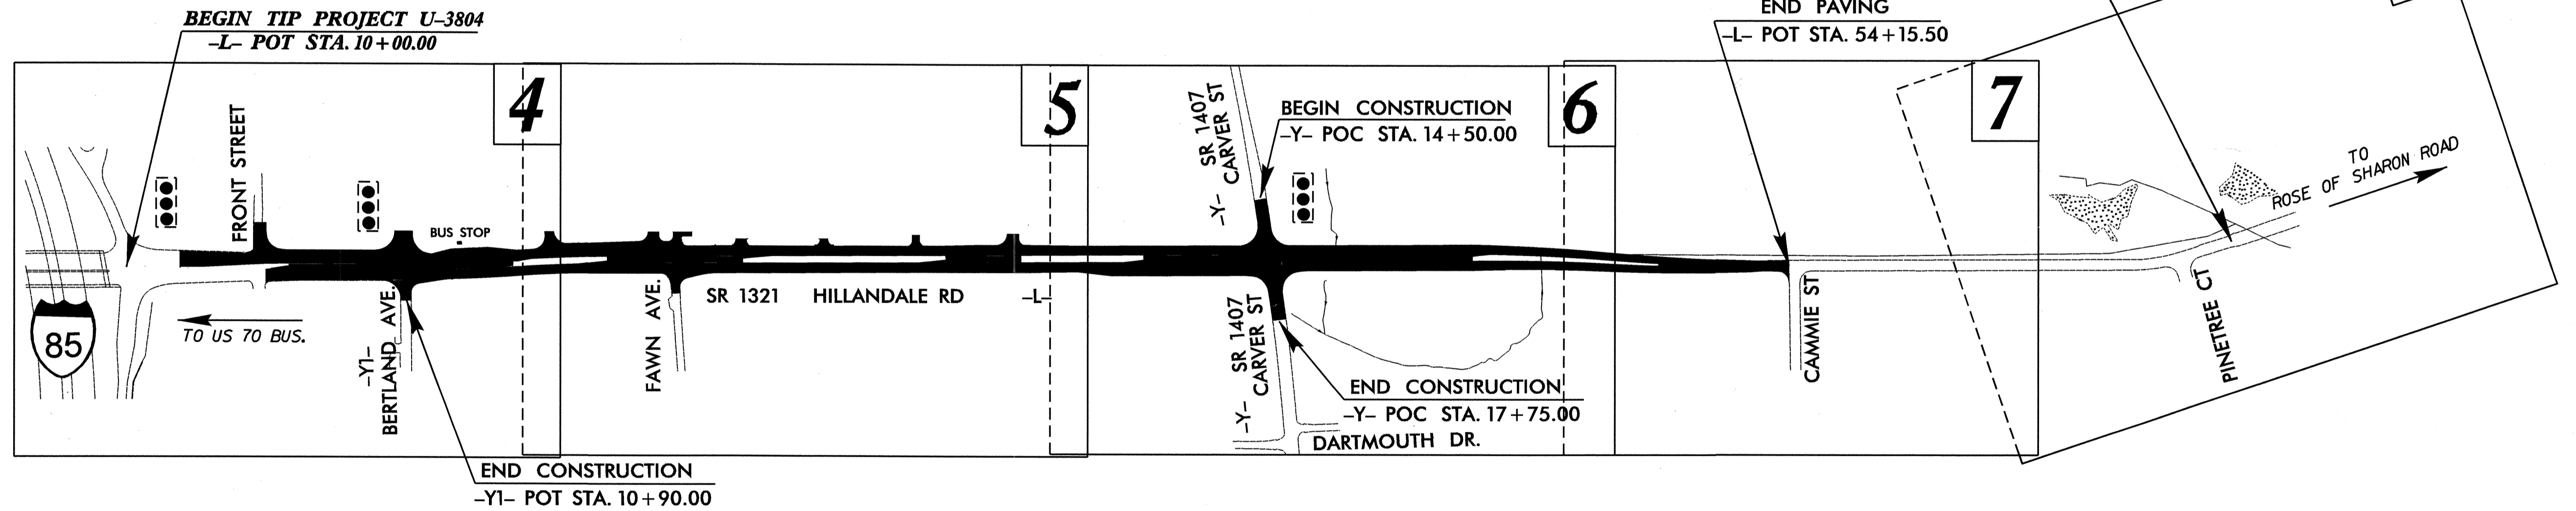 BEGIN TIP PROJECT U-3804
-L- POT STA. 10+00.00
END PAVING
-L- POT STA. 54+15.50
4
5
6
7
FRONT STREET
BUS STOP
SR 1407
CARVER ST
-Y-
BEGIN CONSTRUCTION
-Y- POC STA. 14+50.00
TO
ROSE OF SHARON ROAD
85
TO US 70 BUS.
-Y1-
BERTLAND AVE.
FAWN AVE.
SR 1321 HILLANDALE RD -L-
-Y- SR 1407
CARVER ST
END CONSTRUCTION
-Y- POC STA. 17+75.00
DARTMOUTH DR.
CAMMIE ST
PINETREE CT
END CONSTRUCTION
-Y1- POT STA. 10+90.00